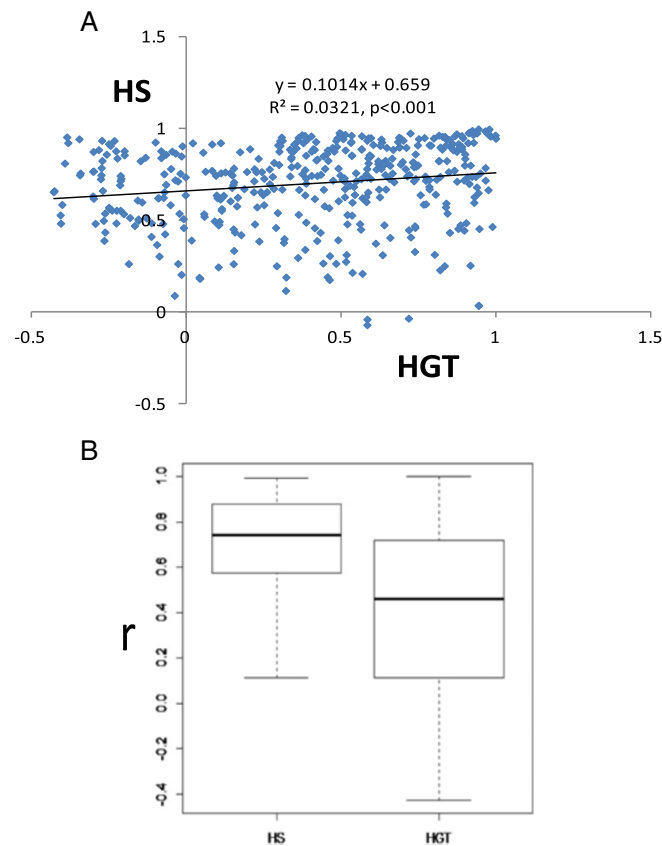 A
1.5
HS
y = 0.1014x + 0.659
R² = 0.0321, p<0.001
1
0.5
0
-0.5 0 0.5 1 1.5
HGT
-0.5
B
1.0
0.8
0.6
r
0.4
0.2
0.0
-0.2
-0.4
HS HGT